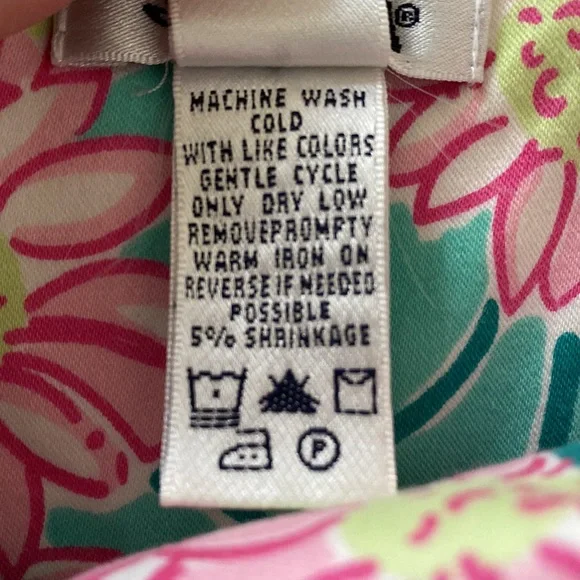 ®
MACHINE WASH
COLD
WITH LIKE COLORS
GENTLE CYCLE
ONLY DRY LOW
REMOVEPROMPTY
WARM IRON ON
REVERSE IF NEEDED
POSSIBLE
5% SHRINKAGE
P